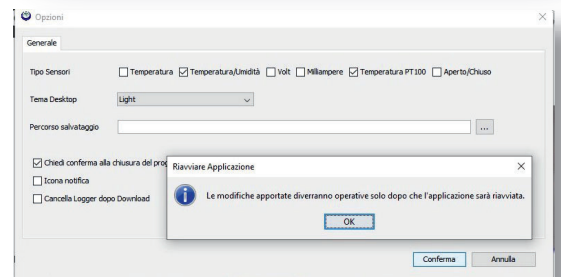 Opzioni
Generale
Tipo Sensori Temperatura Temperatura/Umidità Volt Miliampere Temperatura PT100 Aperto/Chiuso
Tema Desktop Light
Percorso salvataggio ...
Chiedi conferma alla chiusura del prog
Riavviare Applicazione
Icona notifica
Le modifiche apportate diverranno operative solo dopo che l'applicazione sarà riavviata.
Cancella Logger dopo Download
OK
Conferma Annulla